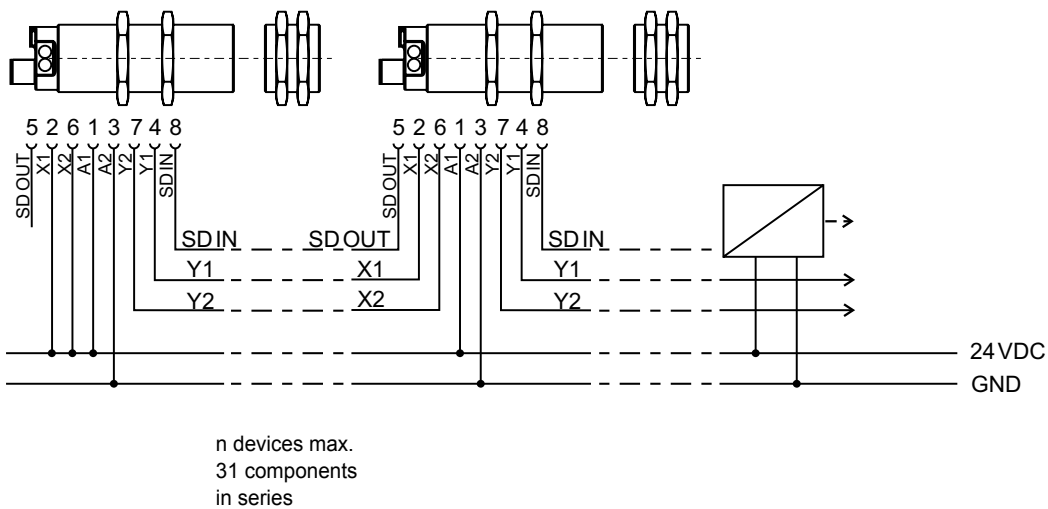 5 2 6 1 3 7 4 8
5 2 6 1 3 7 4 8
SD OUT
X1
X2
A1
A2
Y2
Y1
SD IN
SD OUT
X1
X2
A1
A2
Y2
Y1
SD IN
SD IN
SD OUT
SD IN
Y1
X1
Y1
Y2
X2
Y2
24 VDC
GND
n devices max.
31 components
in series